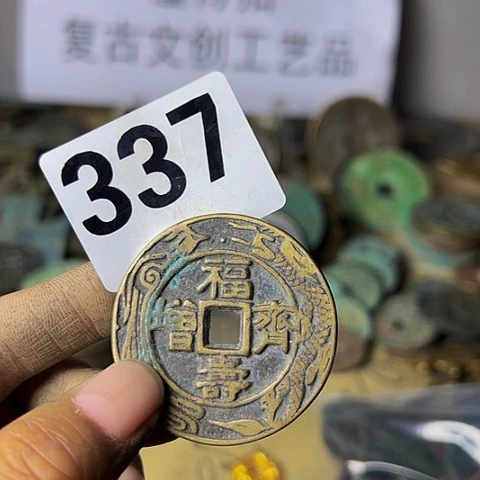 复古文创工艺品
337
福
增 齊
壽